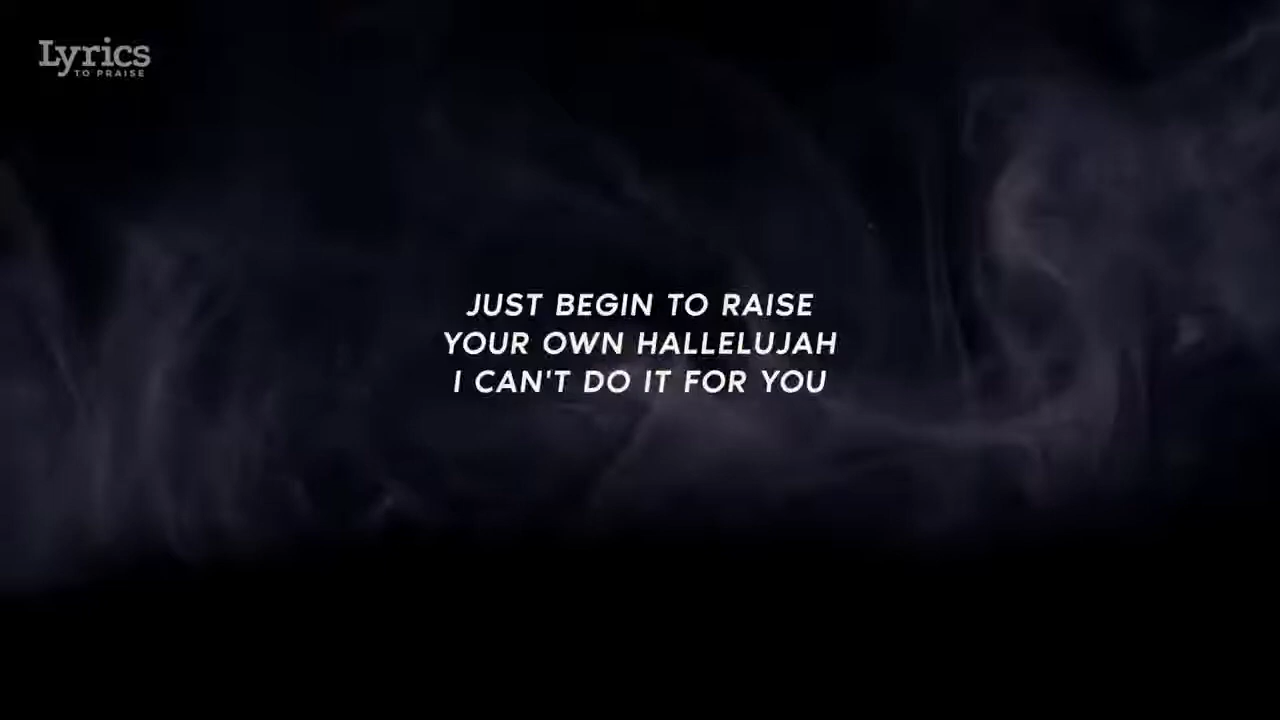 Lyrics
TO PRAISE
JUST BEGIN TO RAISE
YOUR OWN HALLELUJAH
I CAN'T DO IT FOR YOU